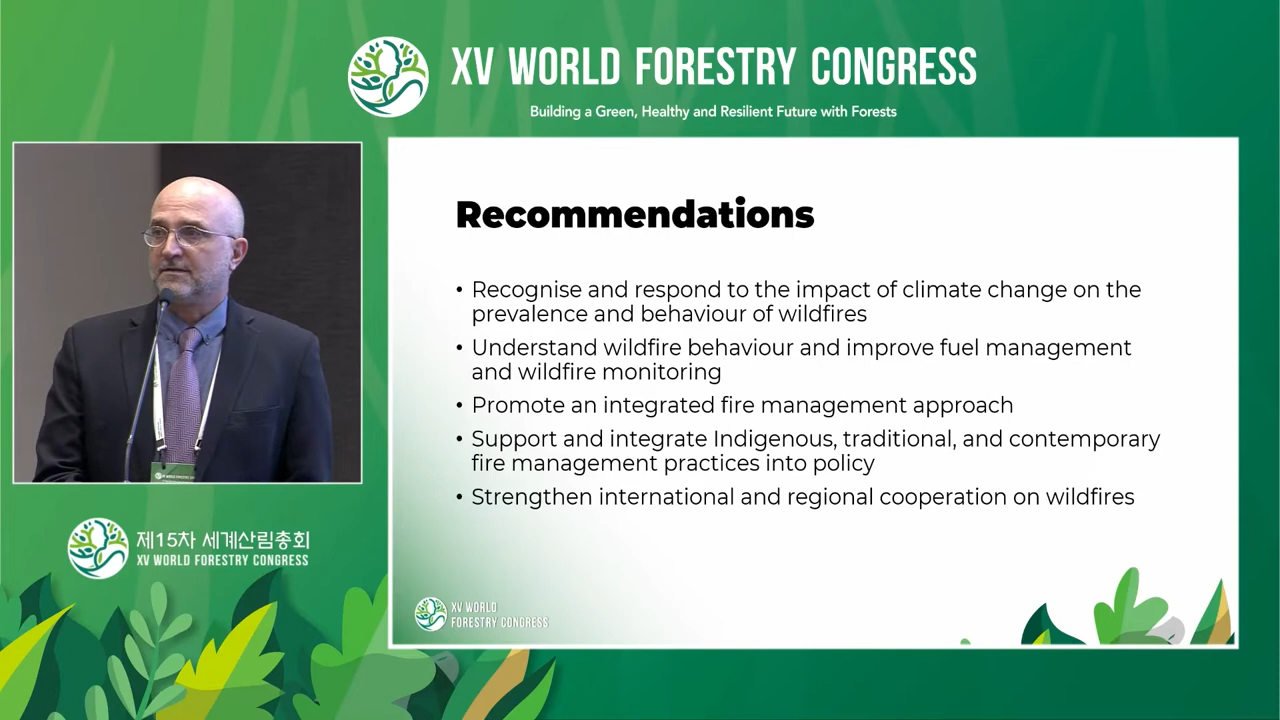 XV WORLD FORESTRY CONGRESS
Building a Green, Healthy and Resilient Future with Forests
Recommendations
• Recognise and respond to the impact of climate change on the
prevalence and behaviour of wildfires
• Understand wildfire behaviour and improve fuel management
and wildfire monitoring
• Promote an integrated fire management approach
• Support and integrate Indigenous, traditional, and contemporary
fire management practices into policy
• Strengthen international and regional cooperation on wildfires
제15차 세계산림총회
XV WORLD FORESTRY CONGRESS
XV WORLD
FORESTRY CONGRESS